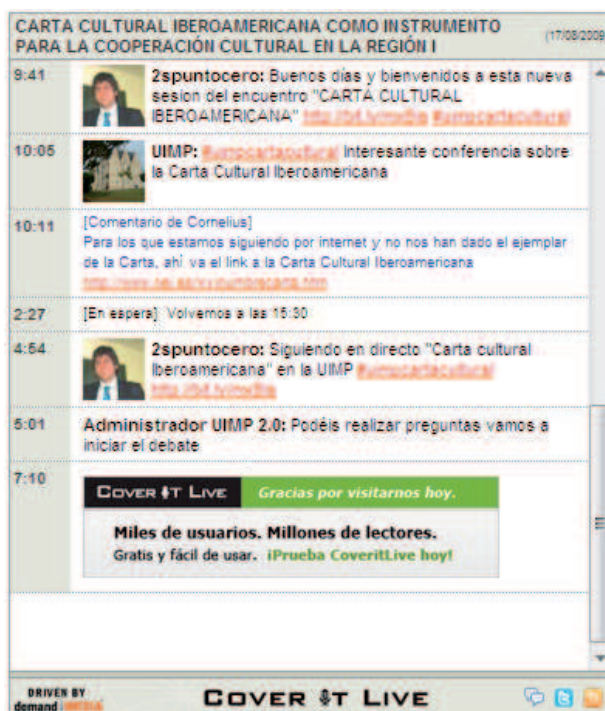 CARTA CULTURAL IBEROAMERICANA COMO INSTRUMENTO
PARA LA COOPERACIÓN CULTURAL EN LA REGIÓN I
(17/08/2009
9:41
2spuntocero: Buenos días y bienvenidos a esta nueva
sesion del encuentro "CARTA CULTURAL
IBEROAMERICANA"
10:05
UIMP: Interesante conferencia sobre
la Carta Cultural Iberoamericana
10:11
[Comentario de Cornelius]
Para los que estamos siguiendo por internet y no nos han dado el ejemplar
de la Carta, ahí va el link a la Carta Cultural Iberoamericana
2:27
[En espera] Volvemos a las 15:30
4:54
2spuntocero: Siguiendo en directo "Carta cultural
Iberoamericana" en la UIMP
5:01
Administrador UIMP 2.0: Podéis realizar preguntas vamos a
iniciar el debate
7:10
COVER IT LIVE Gracias por visitarnos hoy.
Miles de usuarios. Millones de lectores.
Gratis y fácil de usar. ¡Prueba CoveritLive hoy!
DRIVEN BY
demand
COVER IT LIVE